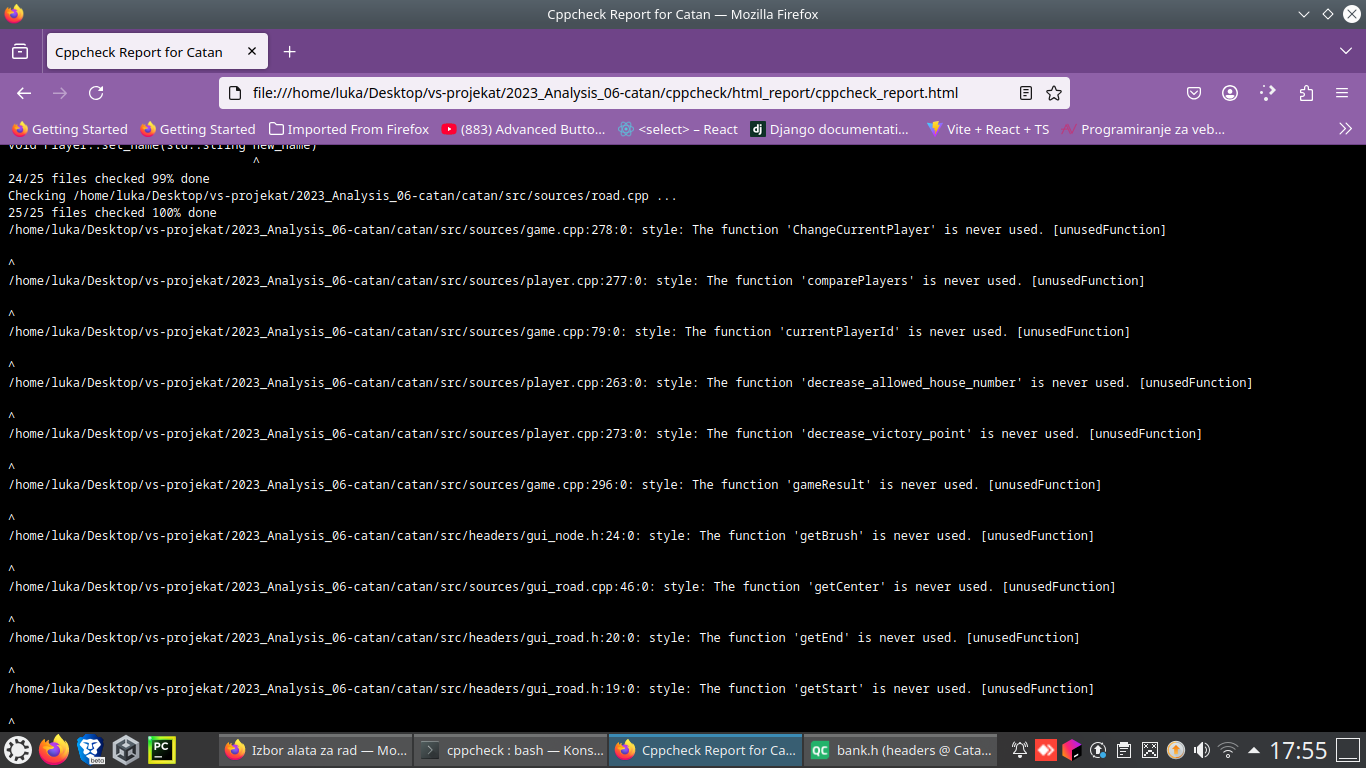 Cppcheck Report for Catan — Mozilla Firefox
Cppcheck Report for Catan
file:///home/luka/Desktop/vs-projekat/2023_Analysis_06-catan/cppcheck/html_report/cppcheck_report.html
Getting Started
Getting Started
Imported From Firefox
(883) Advanced Butto...
<select> – React
dj
Django documentati...
Vite + React + TS
Programiranje za veb...
void Player::set_name(std::string new_name)
^
24/25 files checked 99% done
Checking /home/luka/Desktop/vs-projekat/2023_Analysis_06-catan/catan/src/sources/road.cpp ...
25/25 files checked 100% done
/home/luka/Desktop/vs-projekat/2023_Analysis_06-catan/catan/src/sources/game.cpp:278:0: style: The function 'ChangeCurrentPlayer' is never used. [unusedFunction]
^
/home/luka/Desktop/vs-projekat/2023_Analysis_06-catan/catan/src/sources/player.cpp:277:0: style: The function 'comparePlayers' is never used. [unusedFunction]
^
/home/luka/Desktop/vs-projekat/2023_Analysis_06-catan/catan/src/sources/game.cpp:79:0: style: The function 'currentPlayerId' is never used. [unusedFunction]
^
/home/luka/Desktop/vs-projekat/2023_Analysis_06-catan/catan/src/sources/player.cpp:263:0: style: The function 'decrease_allowed_house_number' is never used. [unusedFunction]
^
/home/luka/Desktop/vs-projekat/2023_Analysis_06-catan/catan/src/sources/player.cpp:273:0: style: The function 'decrease_victory_point' is never used. [unusedFunction]
^
/home/luka/Desktop/vs-projekat/2023_Analysis_06-catan/catan/src/sources/game.cpp:296:0: style: The function 'gameResult' is never used. [unusedFunction]
^
/home/luka/Desktop/vs-projekat/2023_Analysis_06-catan/catan/src/headers/gui_node.h:24:0: style: The function 'getBrush' is never used. [unusedFunction]
^
/home/luka/Desktop/vs-projekat/2023_Analysis_06-catan/catan/src/sources/gui_road.cpp:46:0: style: The function 'getCenter' is never used. [unusedFunction]
^
/home/luka/Desktop/vs-projekat/2023_Analysis_06-catan/catan/src/headers/gui_road.h:20:0: style: The function 'getEnd' is never used. [unusedFunction]
^
/home/luka/Desktop/vs-projekat/2023_Analysis_06-catan/catan/src/headers/gui_road.h:19:0: style: The function 'getStart' is never used. [unusedFunction]
^
beta
PC
Izbor alata za rad — Mo...
cppcheck : bash — Kons...
Cppcheck Report for Ca...
QC
bank.h (headers @ Cata...
17:55